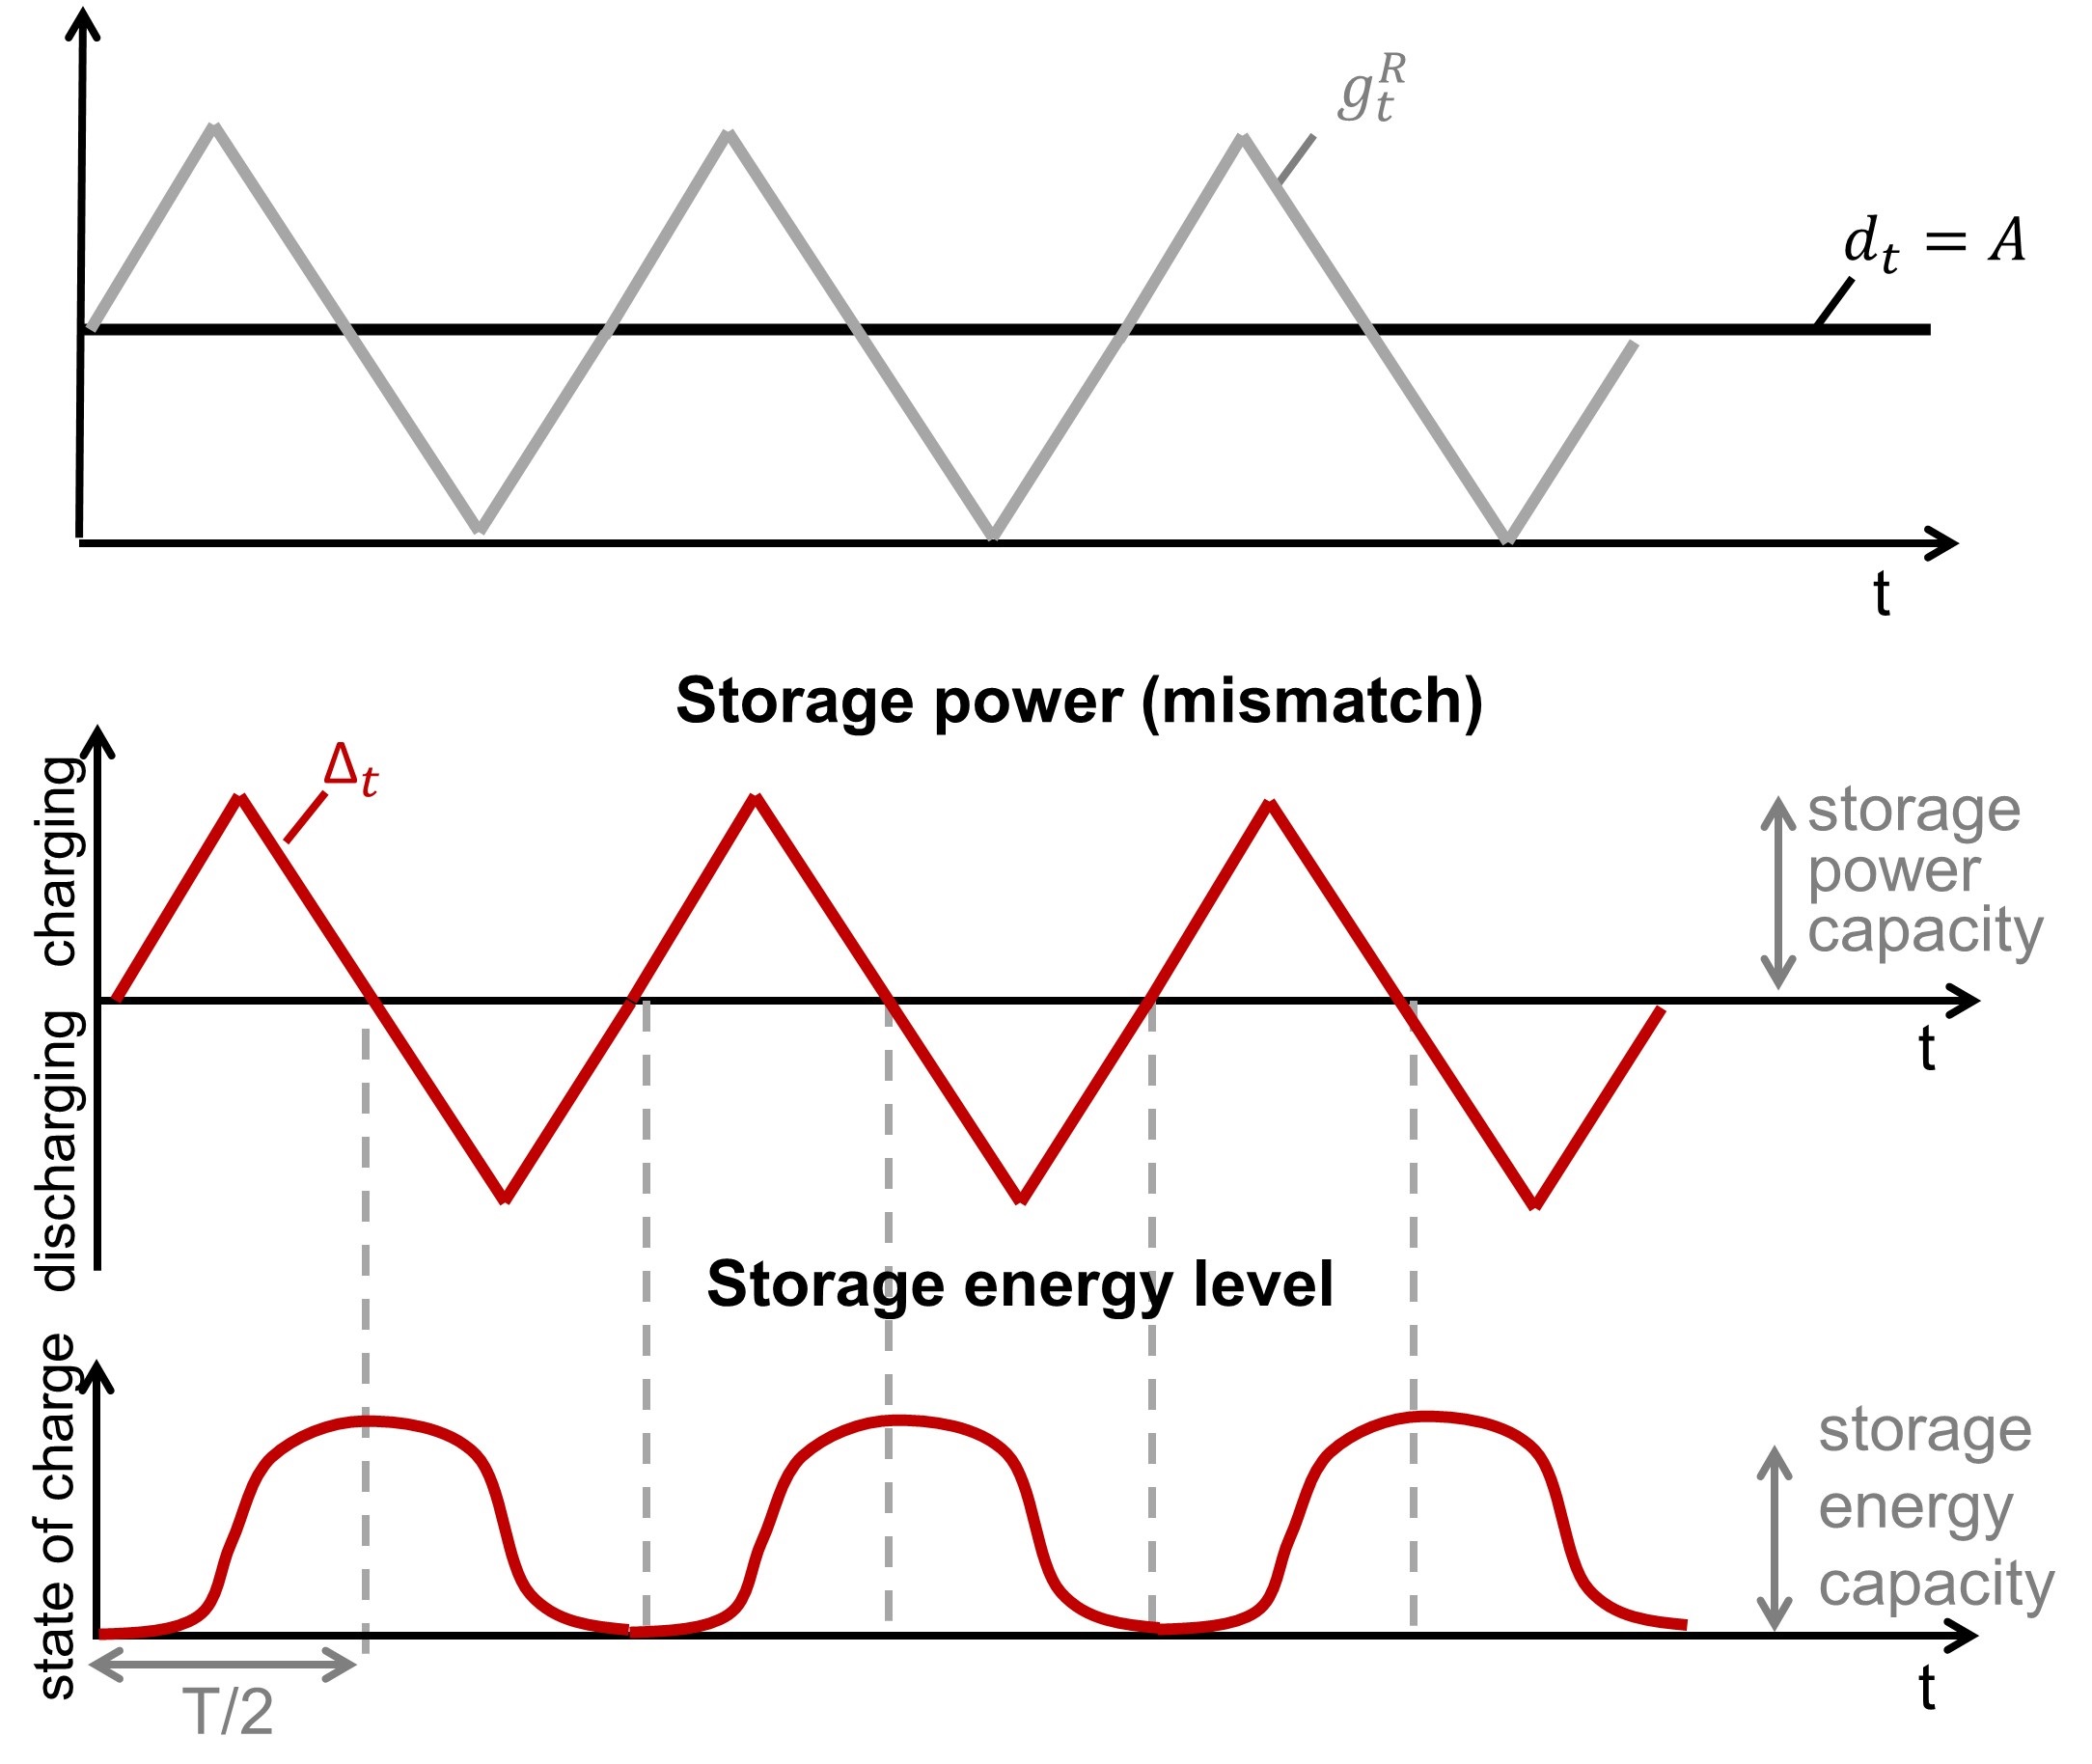 g_t^R
d_t = A
t
Storage power (mismatch)
Δ_t
charging
discharging
storage
power
capacity
t
Storage energy level
state of charge
storage
energy
capacity
T/2
t